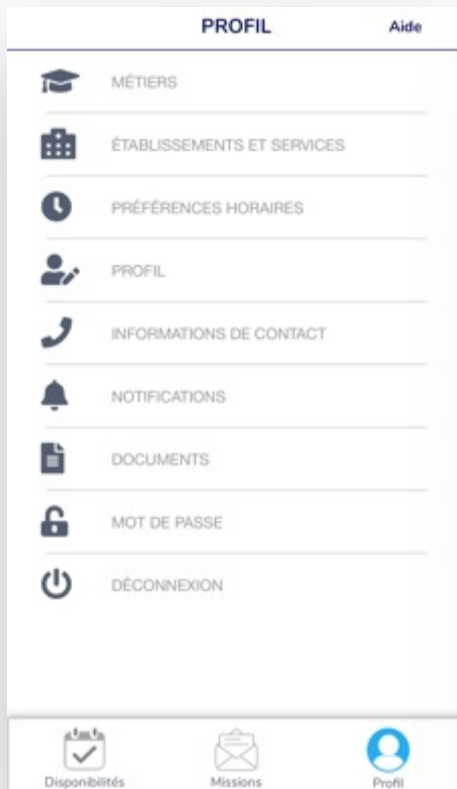 PROFIL
Aide
MÉTIERS
ÉTABLISSEMENTS ET SERVICES
PRÉFÉRENCES HORAIRES
PROFIL
INFORMATIONS DE CONTACT
NOTIFICATIONS
DOCUMENTS
MOT DE PASSE
DÉCONNEXION
Disponibilités
Missions
Profil